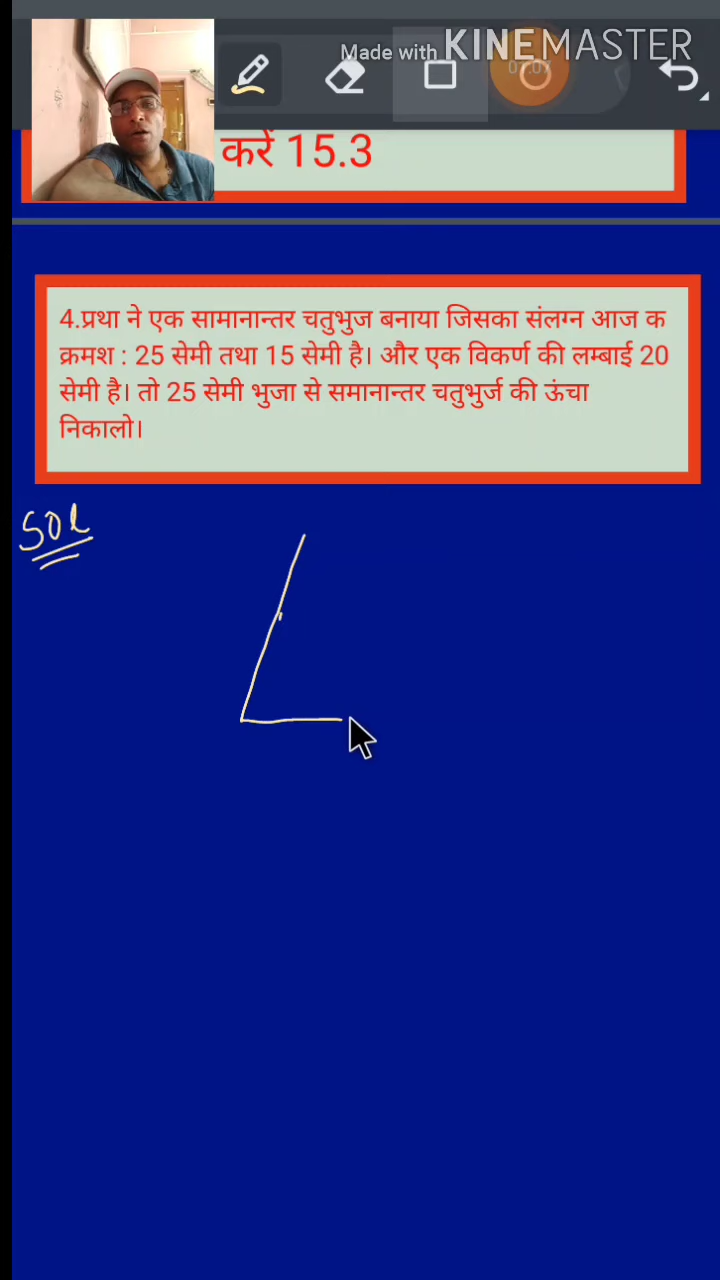 Made with KINEMASTER
करें 15.3
4.प्रथा ने एक सामानान्तर चतुभुज बनाया जिसका संलग्न आज क
क्रमश : 25 सेमी तथा 15 सेमी है। और एक विकर्ण की लम्बाई 20
सेमी है। तो 25 सेमी भुजा से समानान्तर चतुभुर्ज की ऊंचा
निकालो।
SOL